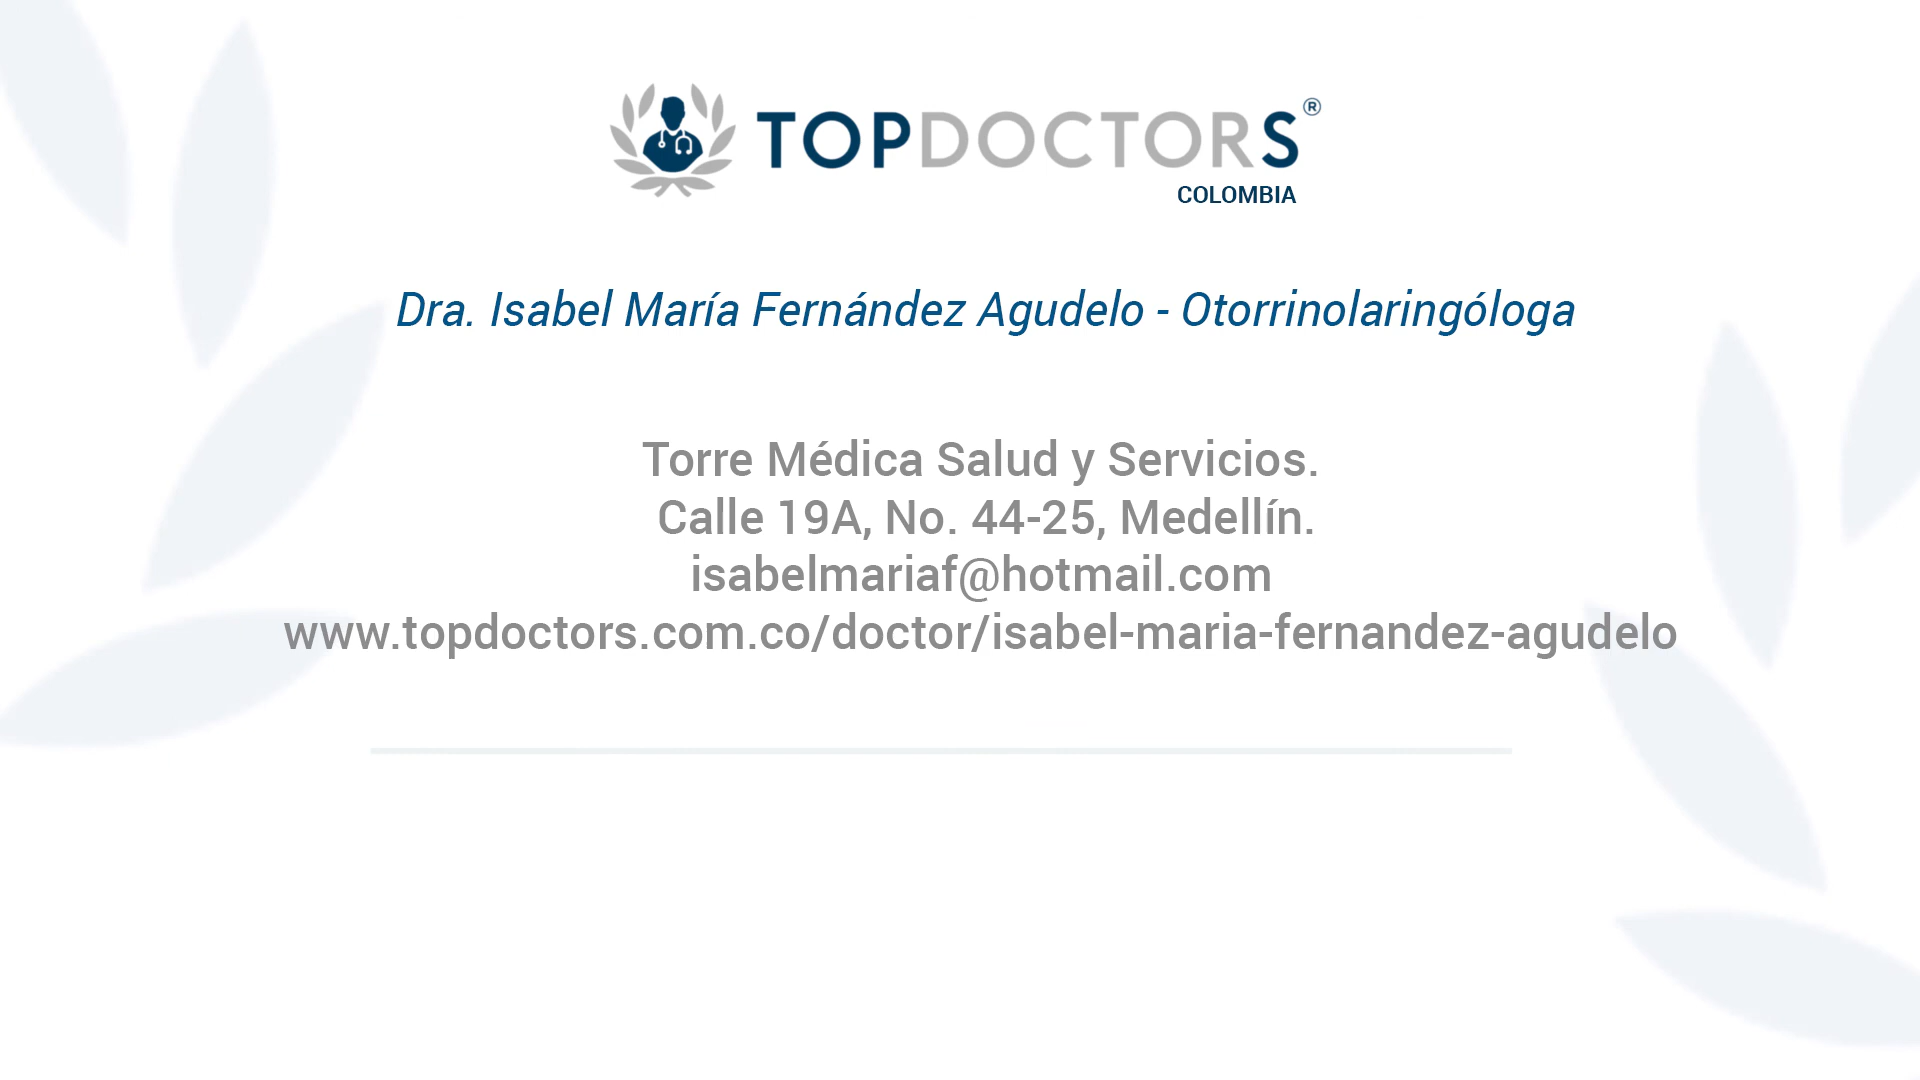 TOPDOCTORS®
COLOMBIA
Dra. Isabel María Fernández Agudelo - Otorrinolaringóloga
Torre Médica Salud y Servicios.
Calle 19A, No. 44-25, Medellín.
isabelmariaf@hotmail.com
www.topdoctors.com.co/doctor/isabel-maria-fernandez-agudelo